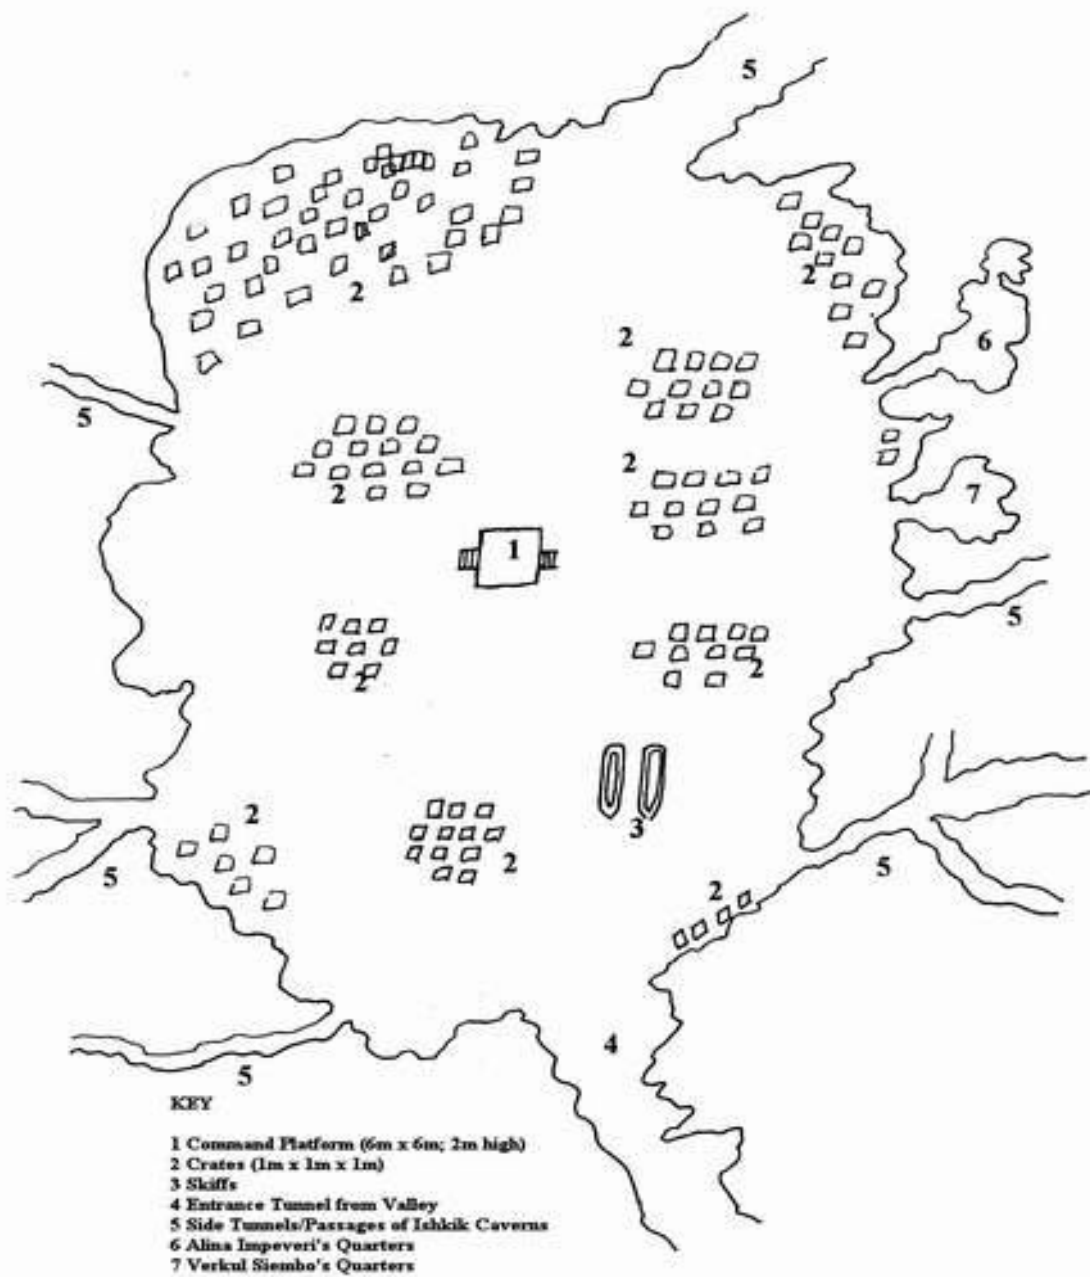 5
2
2
6
2
5
2
2
7
1
5
2
2
3
2
2
5
5
2
4
5
KEY
1 Command Platform (6m x 6m; 2m high)
2 Crates (1m x 1m x 1m)
3 Skiffs
4 Entrance Tunnel from Valley
5 Side Tunnels/Passages of Ishkik Caverns
6 Alina Impeveri's Quarters
7 Verkul Siembo's Quarters